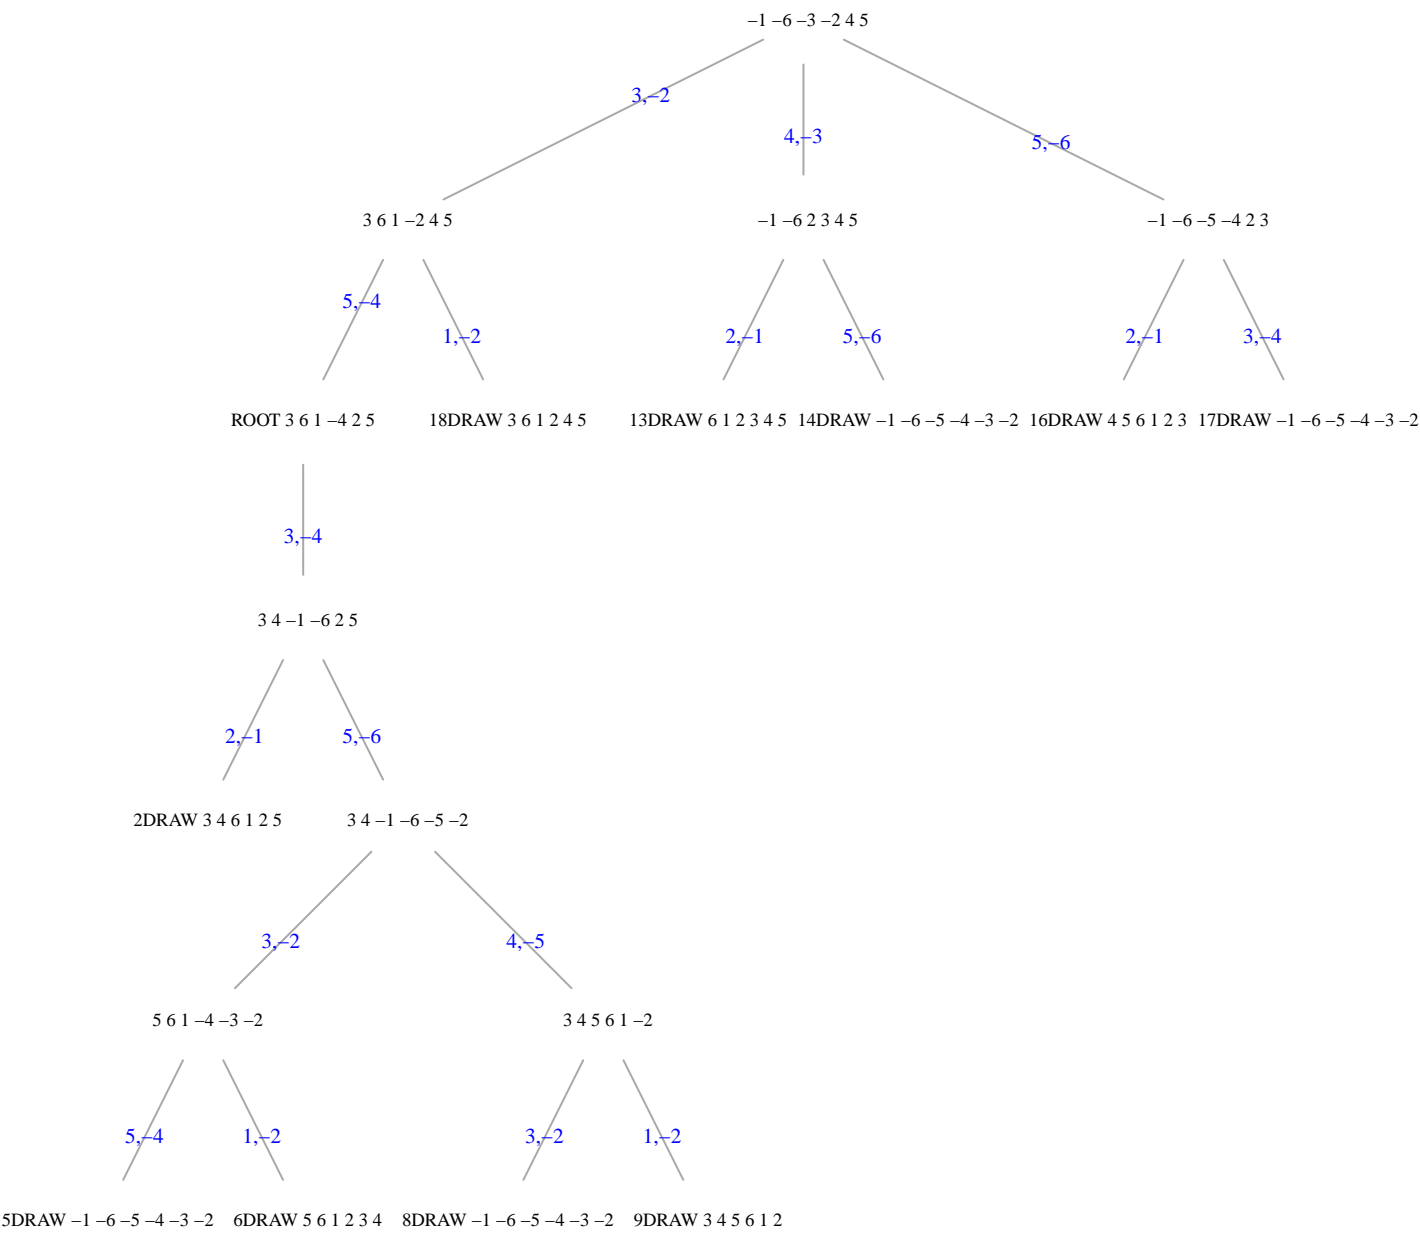 –1 –6 –3 –2 4 5
3,–2
4,–3
5,–6
3 6 1 –2 4 5
–1 –6 2 3 4 5
–1 –6 –5 –4 2 3
5,–4
1,–2
2,–1
5,–6
2,–1
3,–4
ROOT 3 6 1 –4 2 5
18DRAW 3 6 1 2 4 5
13DRAW 6 1 2 3 4 5
14DRAW –1 –6 –5 –4 –3 –2
16DRAW 4 5 6 1 2 3
17DRAW –1 –6 –5 –4 –3 –2
3,–4
3 4 –1 –6 2 5
2,–1
5,–6
2DRAW 3 4 6 1 2 5
3 4 –1 –6 –5 –2
3,–2
4,–5
5 6 1 –4 –3 –2
3 4 5 6 1 –2
5,–4
1,–2
3,–2
1,–2
5DRAW –1 –6 –5 –4 –3 –2
6DRAW 5 6 1 2 3 4
8DRAW –1 –6 –5 –4 –3 –2
9DRAW 3 4 5 6 1 2